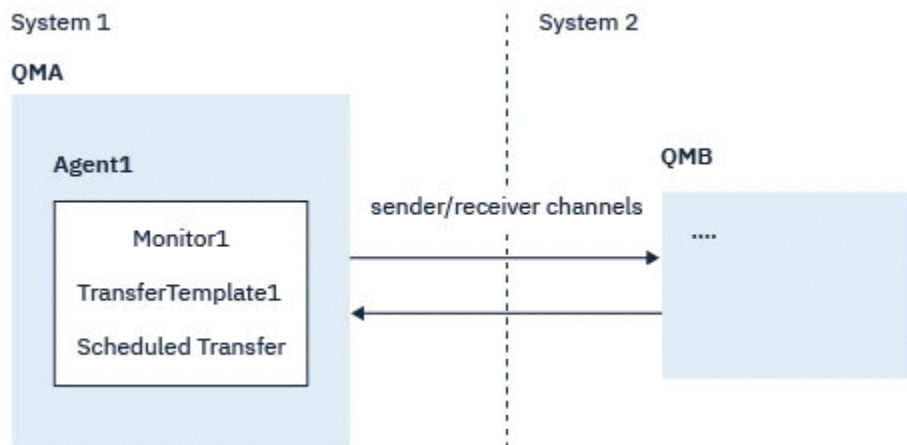 System 1
System 2
QMA
Agent1
QMB
sender/receiver channels
Monitor1
....
TransferTemplate1
Scheduled Transfer